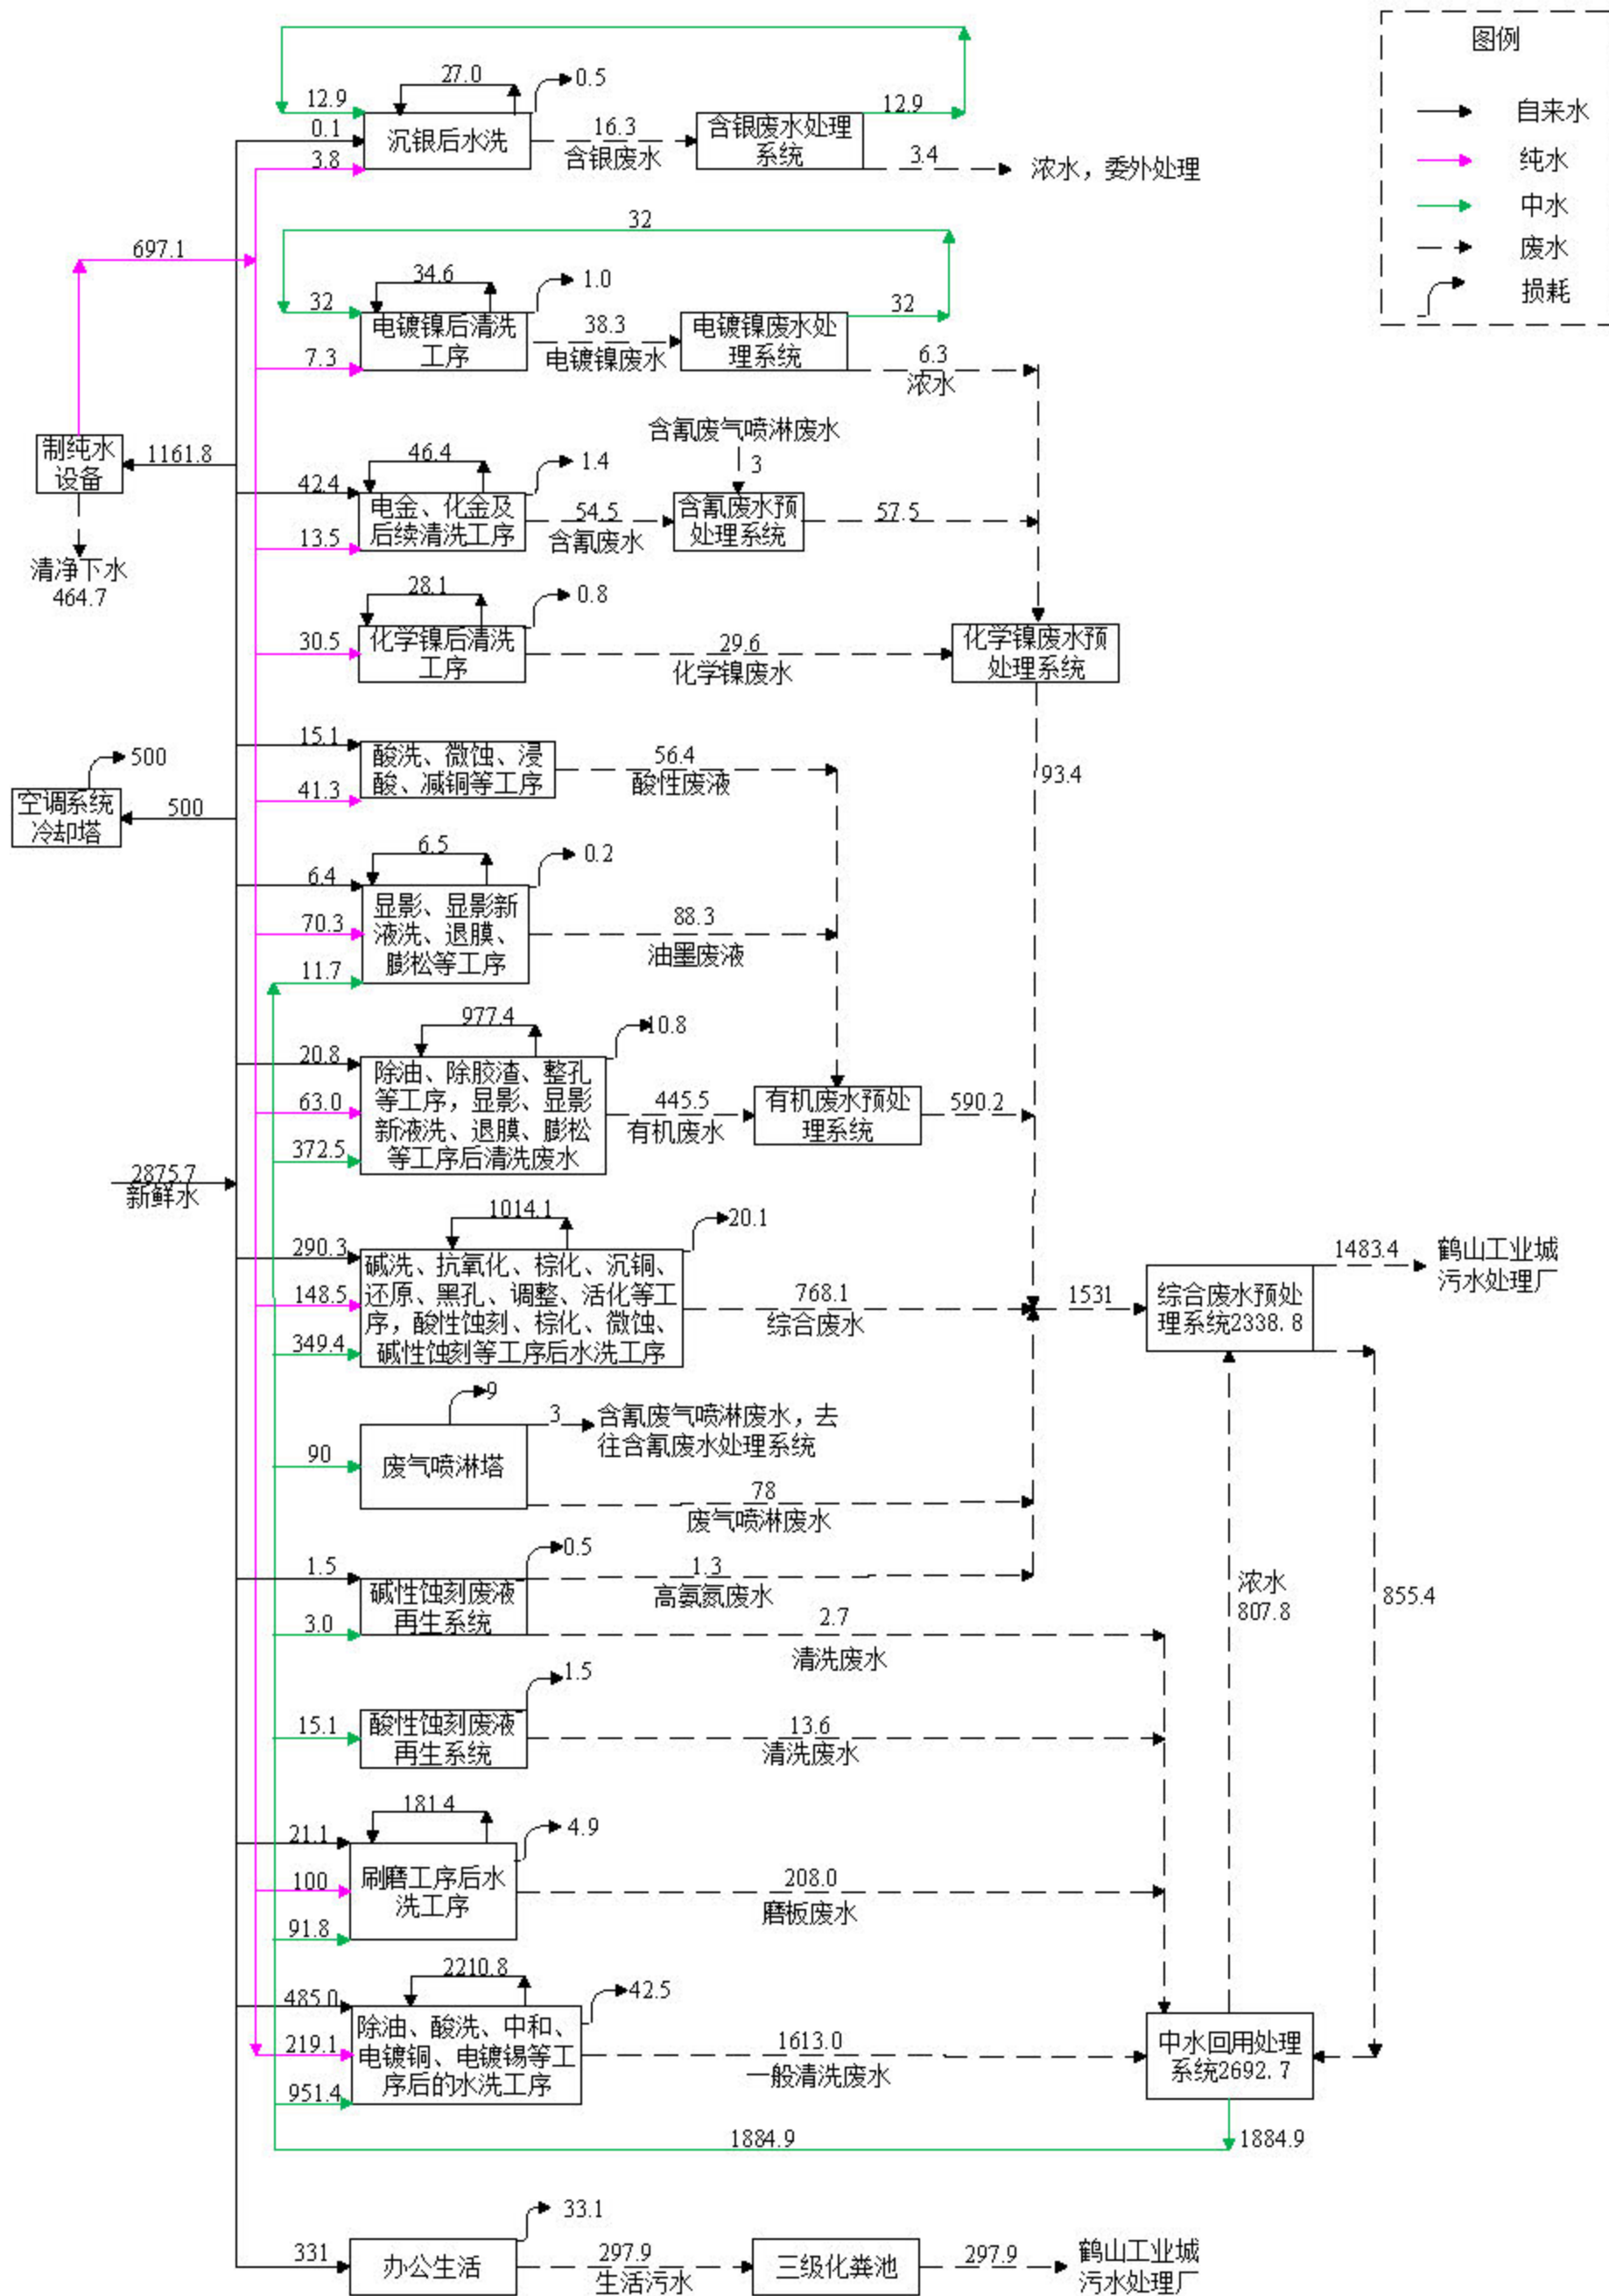 图例
自来水
纯水
中水
废水
损耗
27.0
0.5
12.9
0.1
3.8
沉银后水洗
16.3
含银废水
含银废水处理
系统
12.9
3.4
浓水，委外处理
697.1
32
34.6
1.0
32
7.3
电镀镍后清洗
工序
38.3
电镀镍废水
电镀镍废水处
理系统
32
6.3
浓水
制纯水
设备
1161.8
清净下水
464.7
46.4
1.4
42.4
13.5
电金、化金及
后续清洗工序
54.5
含氰废水
含氰废气喷淋废水
3
含氰废水预
处理系统
57.5
28.1
0.8
30.5
化学镍后清洗
工序
29.6
化学镍废水
化学镍废水预
处理系统
93.4
15.1
41.3
酸洗、微蚀、浸
酸、减铜等工序
56.4
酸性废液
500
空调系统
冷却塔
500
6.5
0.2
6.4
70.3
11.7
显影、显影新
液洗、退膜、
膨松等工序
88.3
油墨废液
977.4
10.8
20.8
63.0
372.5
除油、除胶渣、整孔
等工序，显影、显影
新液洗、退膜、膨松
等工序后清洗废水
445.5
有机废水
有机废水预处
理系统
590.2
2875.7
新鲜水
1014.1
20.1
290.3
148.5
349.4
碱洗、抗氧化、棕化、沉铜、
还原、黑孔、调整、活化等工
序，酸性蚀刻、棕化、微蚀、
碱性蚀刻等工序后水洗工序
768.1
综合废水
1531
综合废水预处
理系统2338.8
1483.4
鹤山工业城
污水处理厂
9
90
废气喷淋塔
3
含氰废气喷淋废水，去
往含氰废水处理系统
78
废气喷淋废水
0.5
1.5
3.0
碱性蚀刻废液
再生系统
1.3
高氨氮废水
2.7
清洗废水
浓水
807.8
855.4
1.5
15.1
酸性蚀刻废液
再生系统
13.6
清洗废水
181.4
4.9
21.1
100
91.8
刷磨工序后水
洗工序
208.0
磨板废水
2210.8
42.5
485.0
219.1
951.4
除油、酸洗、中和、
电镀铜、电镀锡等工
序后的水洗工序
1613.0
一般清洗废水
中水回用处理
系统2692.7
1884.9
1884.9
33.1
331
办公生活
297.9
生活污水
三级化粪池
297.9
鹤山工业城
污水处理厂